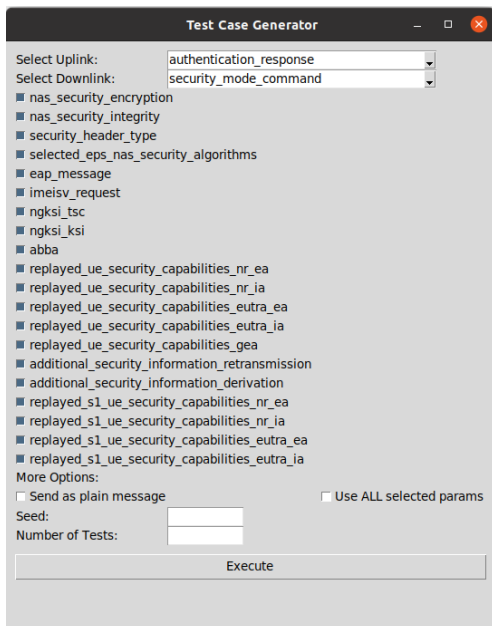 Test Case Generator
Select Uplink: authentication_response
Select Downlink: security_mode_command
nas_security_encryption
nas_security_integrity
security_header_type
selected_eps_nas_security_algorithms
eap_message
imeisv_request
ngksi_tsc
ngksi_ksi
abba
replayed_ue_security_capabilities_nr_ea
replayed_ue_security_capabilities_nr_ia
replayed_ue_security_capabilities_eutra_ea
replayed_ue_security_capabilities_eutra_ia
replayed_ue_security_capabilities_gea
additional_security_information_retransmission
additional_security_information_derivation
replayed_s1_ue_security_capabilities_nr_ea
replayed_s1_ue_security_capabilities_nr_ia
replayed_s1_ue_security_capabilities_eutra_ea
replayed_s1_ue_security_capabilities_eutra_ia
More Options:
Send as plain message Use ALL selected params
Seed:
Number of Tests:
Execute